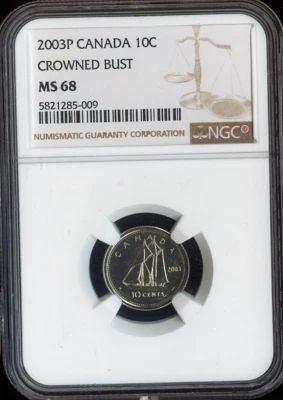 2003P CANADA 10C
CROWNED BUST
MS 68
5821285-009
NUMISMATIC GUARANTY CORPORATION
NGC
CANADA
2003
10 CENTS